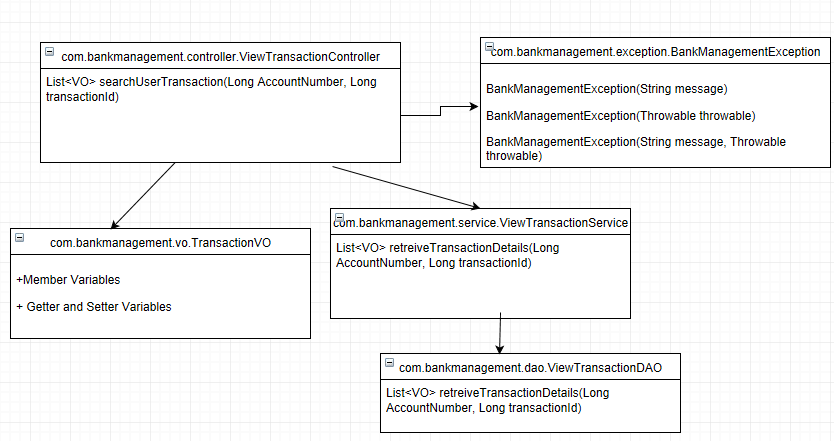 com.bankmanagement.controller.ViewTransactionController
List<VO> searchUserTransaction(Long AccountNumber, Long
transactionId)
com.bankmanagement.exception.BankManagementException
BankManagementException(String message)
BankManagementException(Throwable throwable)
BankManagementException(String message, Throwable
throwable)
com.bankmanagement.vo.TransactionVO
+Member Variables
+ Getter and Setter Variables
com.bankmanagement.service.ViewTransactionService
List<VO> retreiveTransactionDetails(Long
AccountNumber, Long transactionId)
com.bankmanagement.dao.ViewTransactionDAO
List<VO> retreiveTransactionDetails(Long
AccountNumber, Long transactionId)